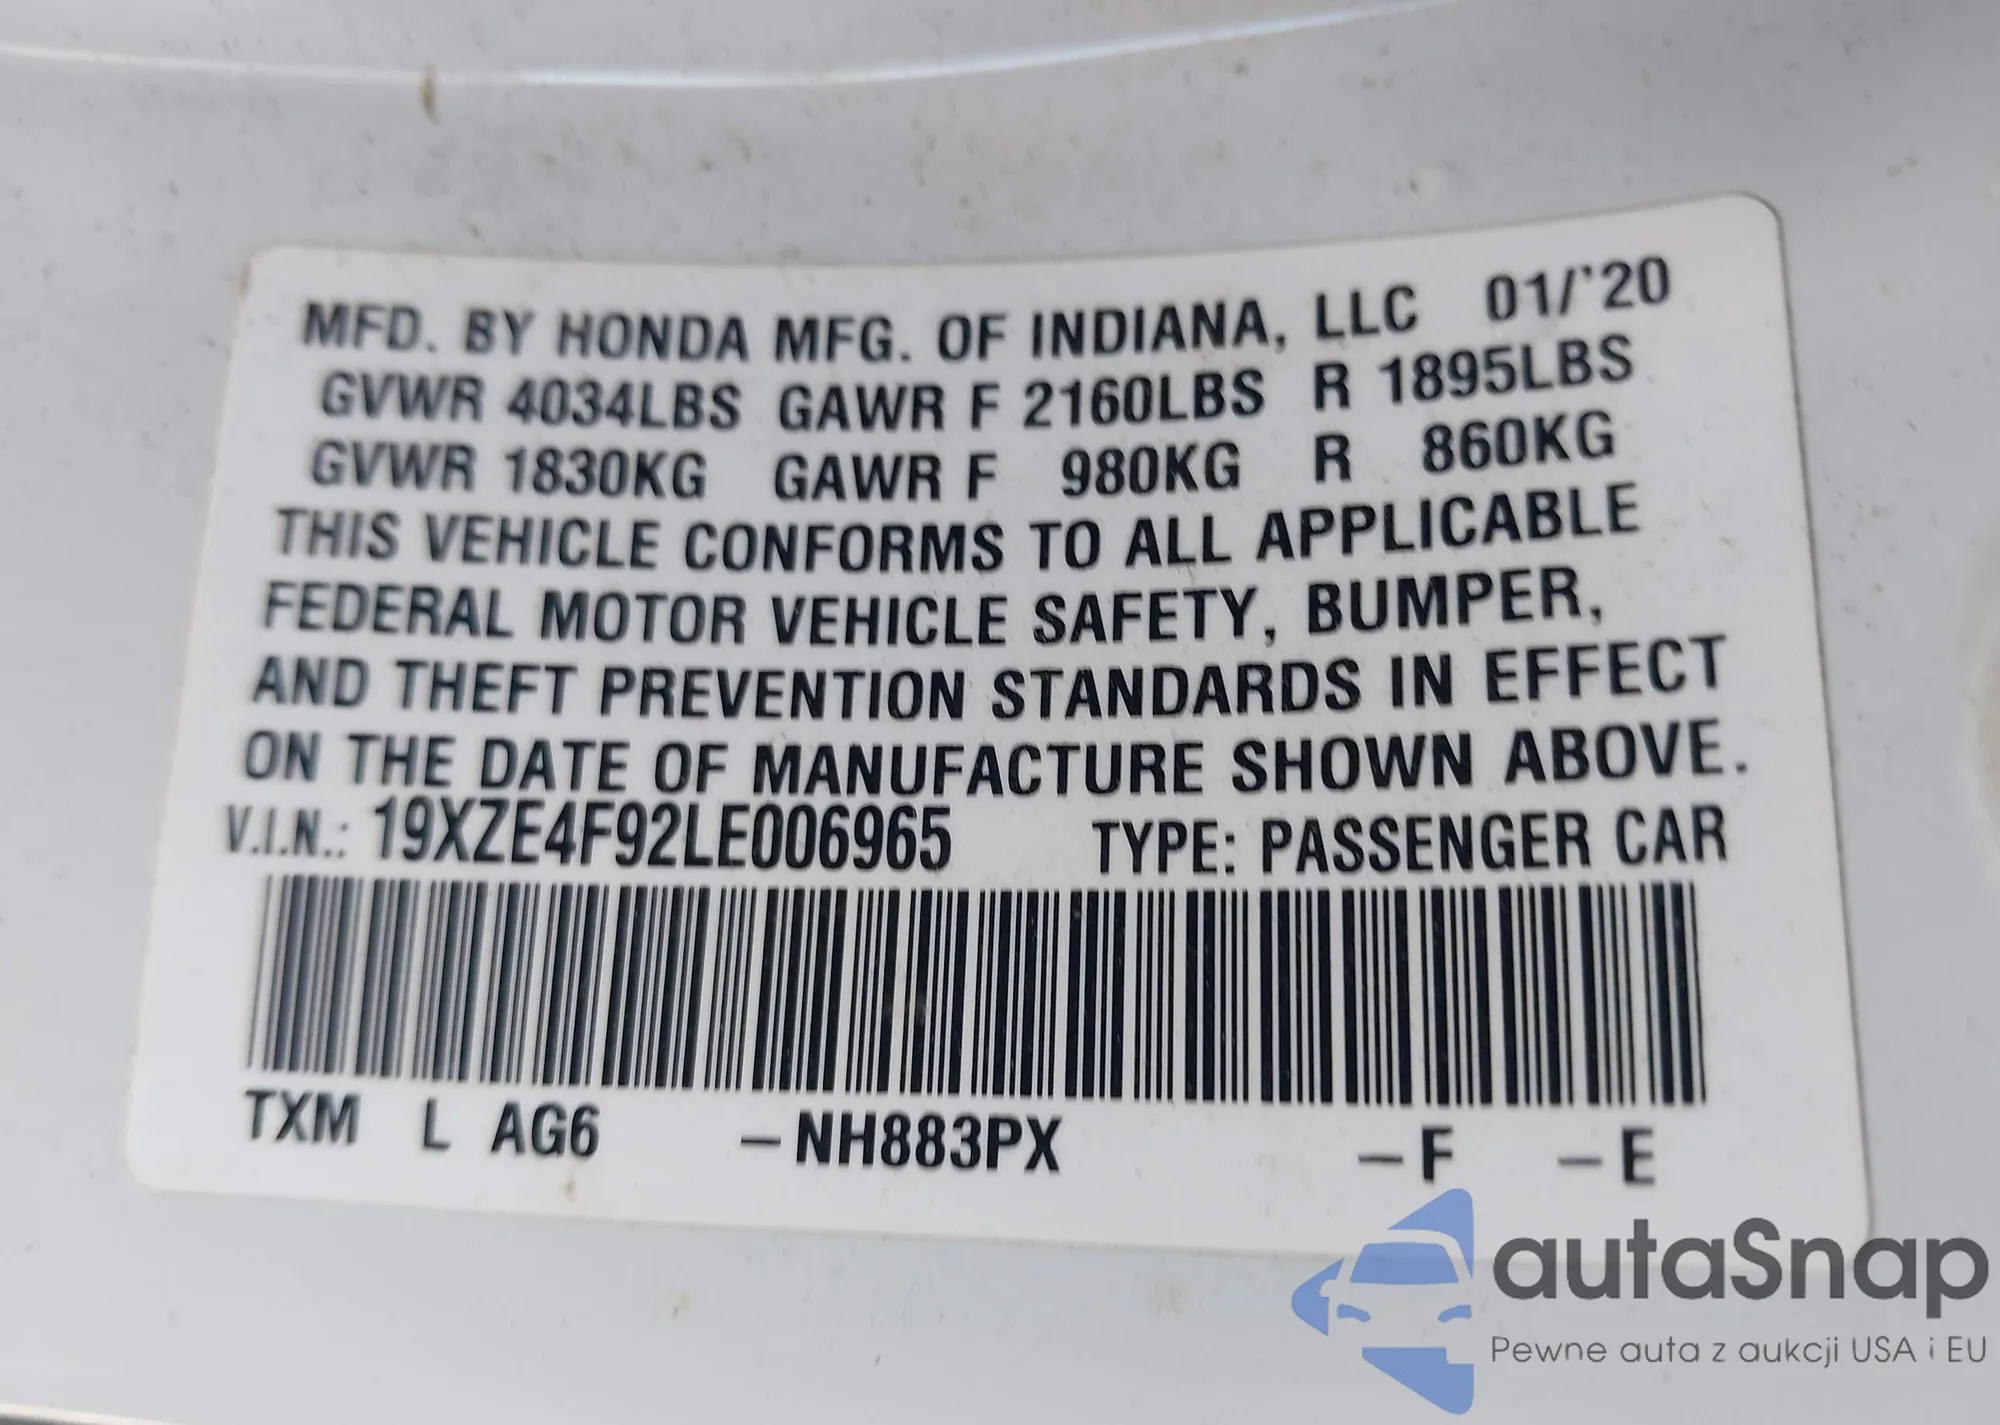 MFD. BY HONDA MFG. OF INDIANA, LLC 01/'20
GVWR 4034LBS GAWR F 2160LBS R 1895LBS
GVWR 1830KG GAWR F 980KG R 860KG
THIS VEHICLE CONFORMS TO ALL APPLICABLE
FEDERAL MOTOR VEHICLE SAFETY, BUMPER,
AND THEFT PREVENTION STANDARDS IN EFFECT
ON THE DATE OF MANUFACTURE SHOWN ABOVE.
V.I.N.: 19XZE4F92LE006965 TYPE: PASSENGER CAR
TXM L AG6 –NH883PX –F –E
autaSnap
Pewne auta z aukcji USA i EU